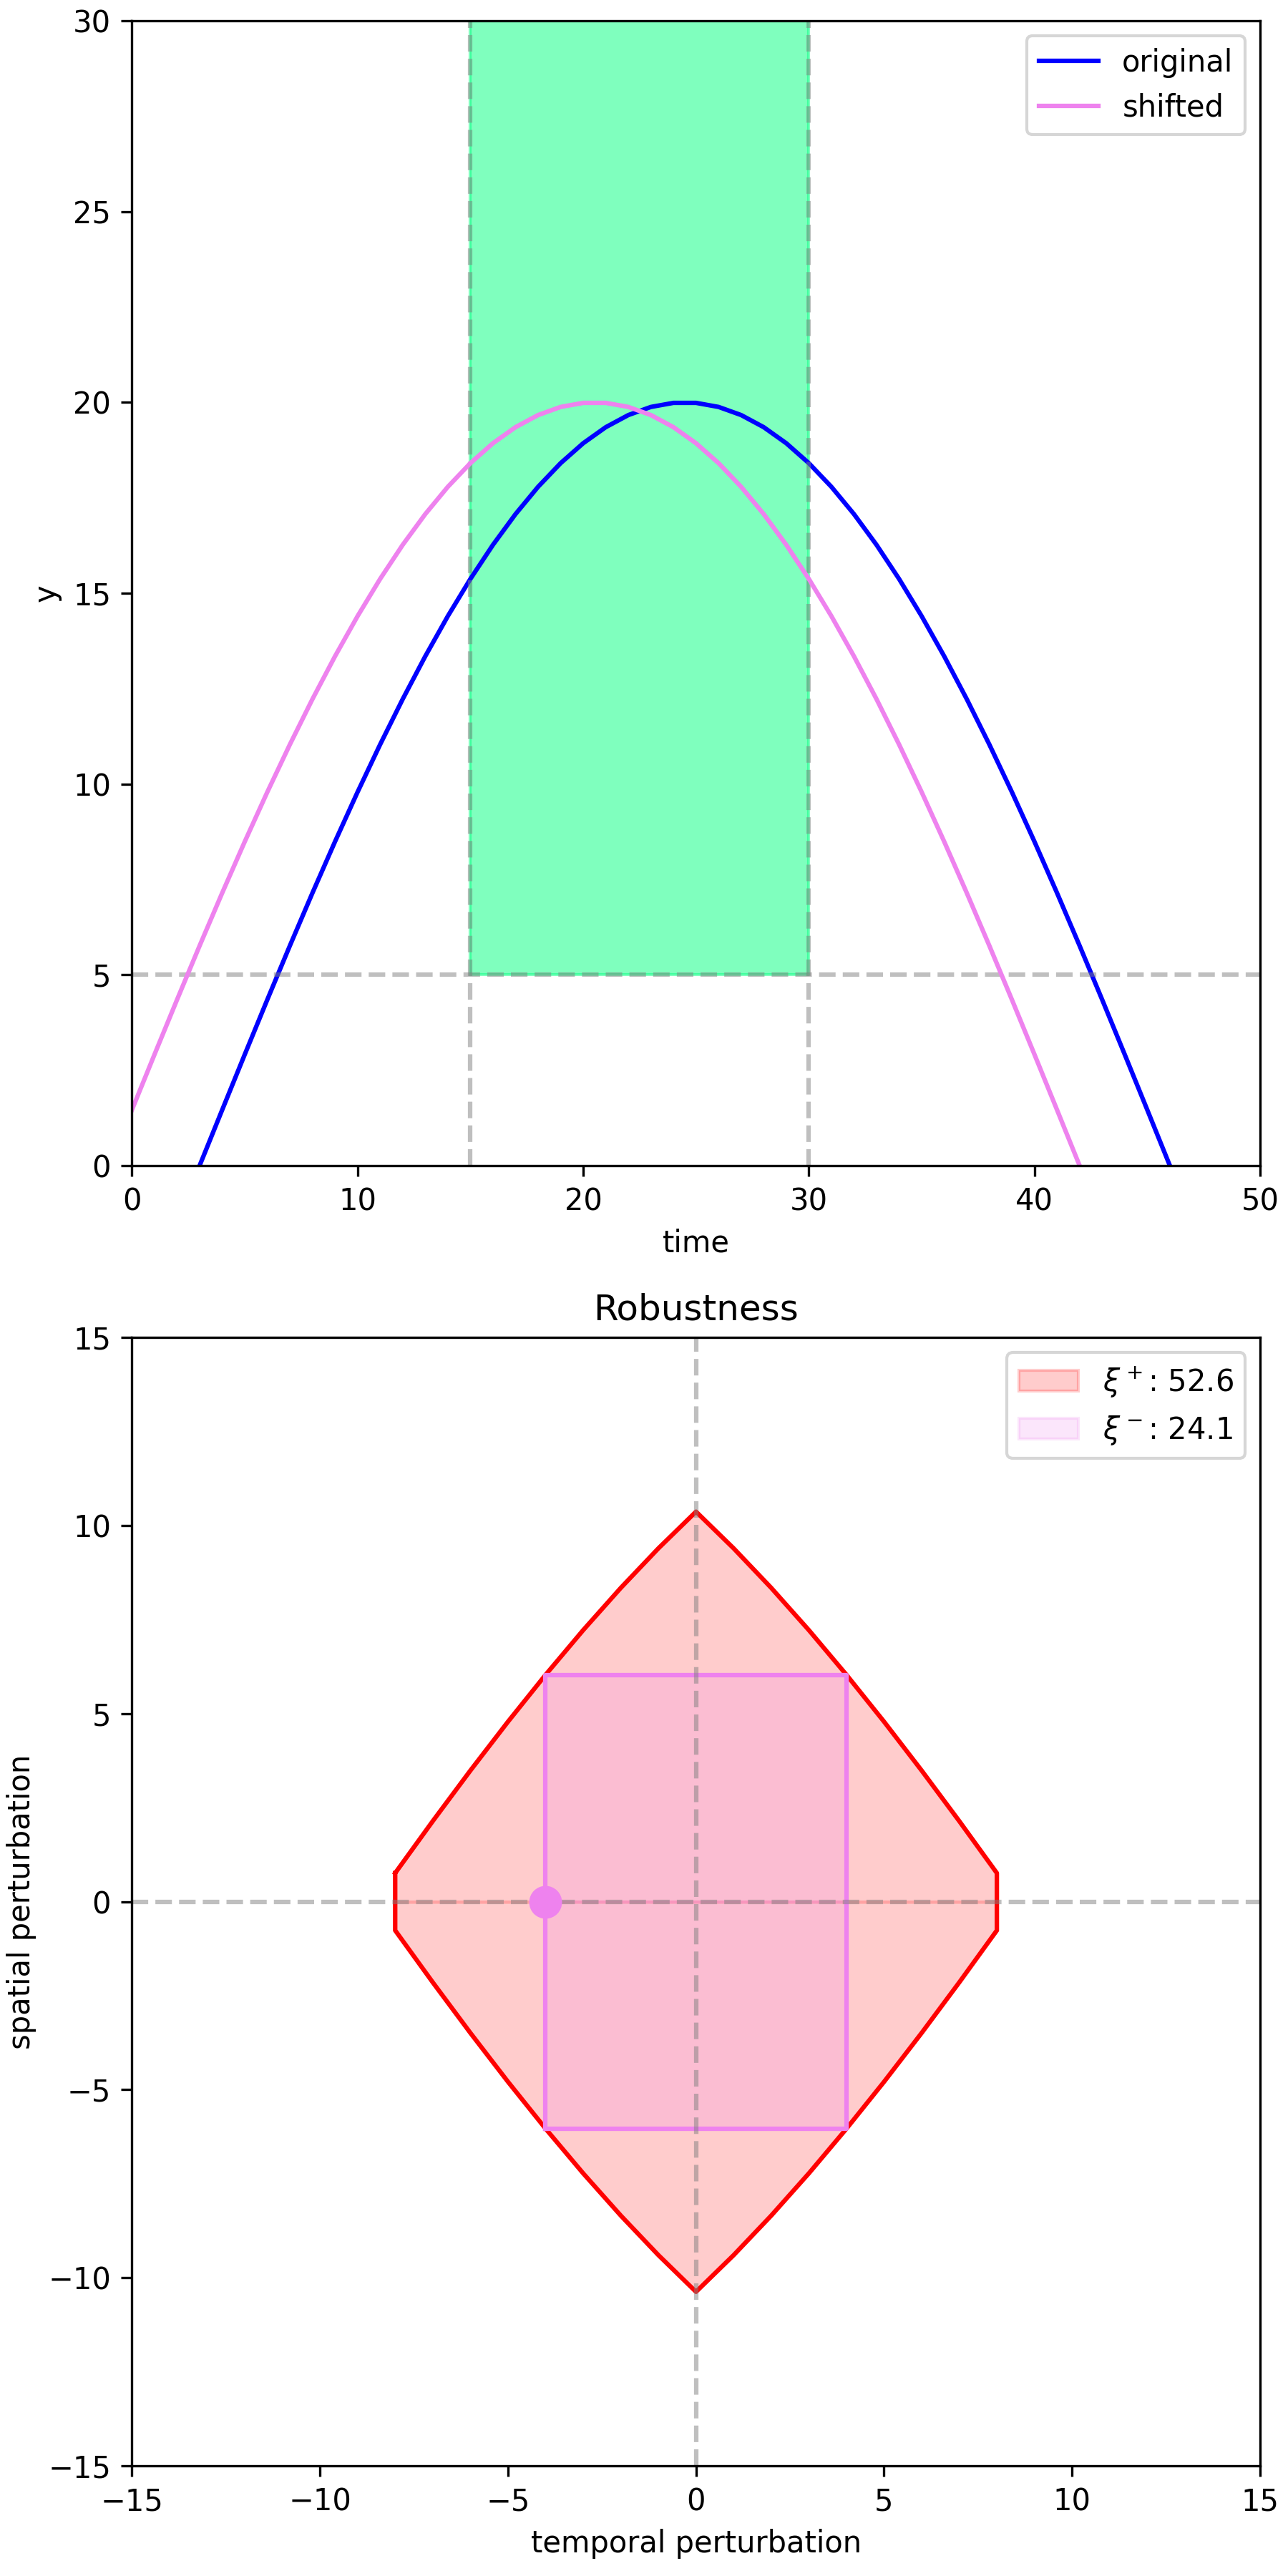 30
25
20
15
10
5
0
y
original
shifted
0 10 20 30 40 50
time
Robustness
15
10
5
0
−5
−10
−15
spatial perturbation
ξ⁺: 52.6
ξ⁻: 24.1
−15 −10 −5 0 5 10 15
temporal perturbation